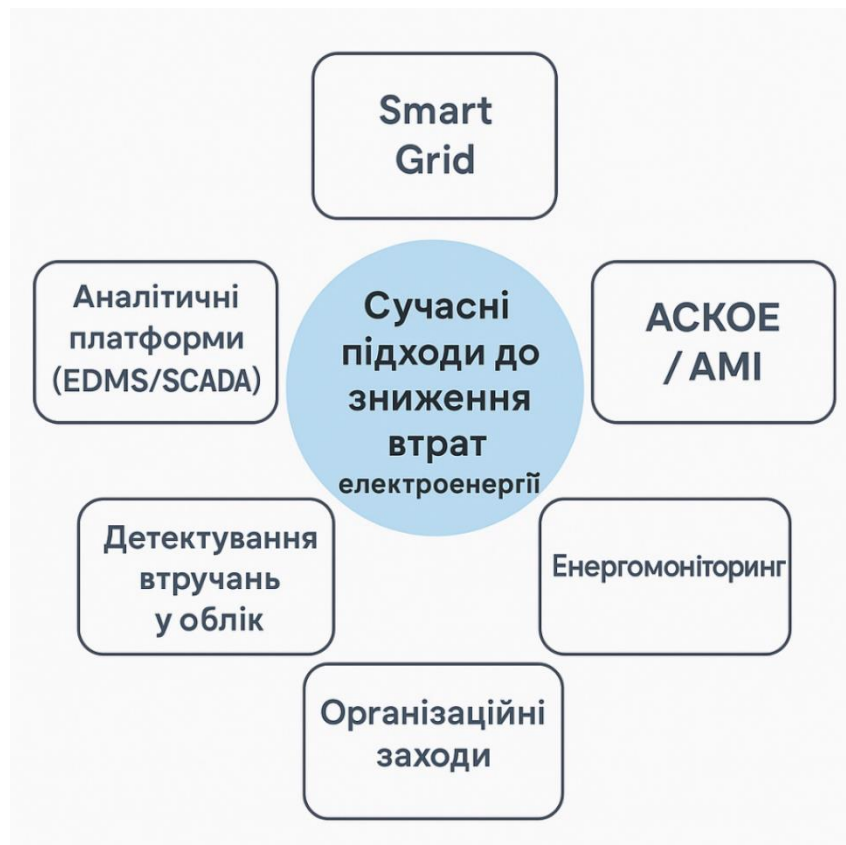 Smart
Grid
Аналітичні
платформи
(EDMS/SCADA)
Сучасні
підходи до
зниження
втрат
електроенергії
АСКОЕ
/ AMI
Детектування
втручань
у облік
Енергомоніторинг
Організаційні
заходи